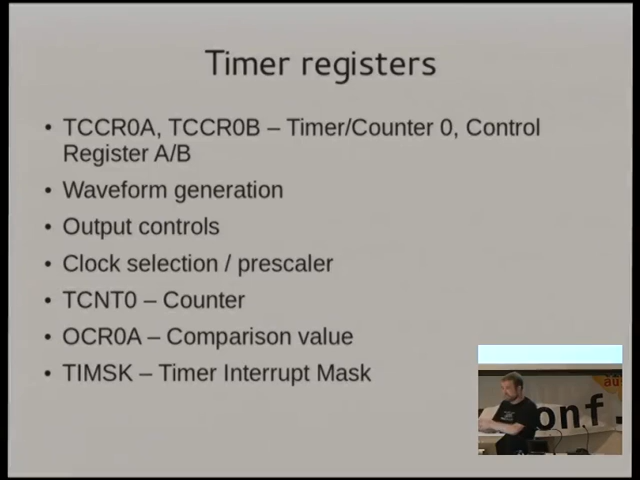 Timer registers
• TCCR0A, TCCR0B – Timer/Counter 0, Control
Register A/B
• Waveform generation
• Output controls
• Clock selection / prescaler
• TCNT0 – Counter
• OCR0A – Comparison value
• TIMSK – Timer Interrupt Mask
onf